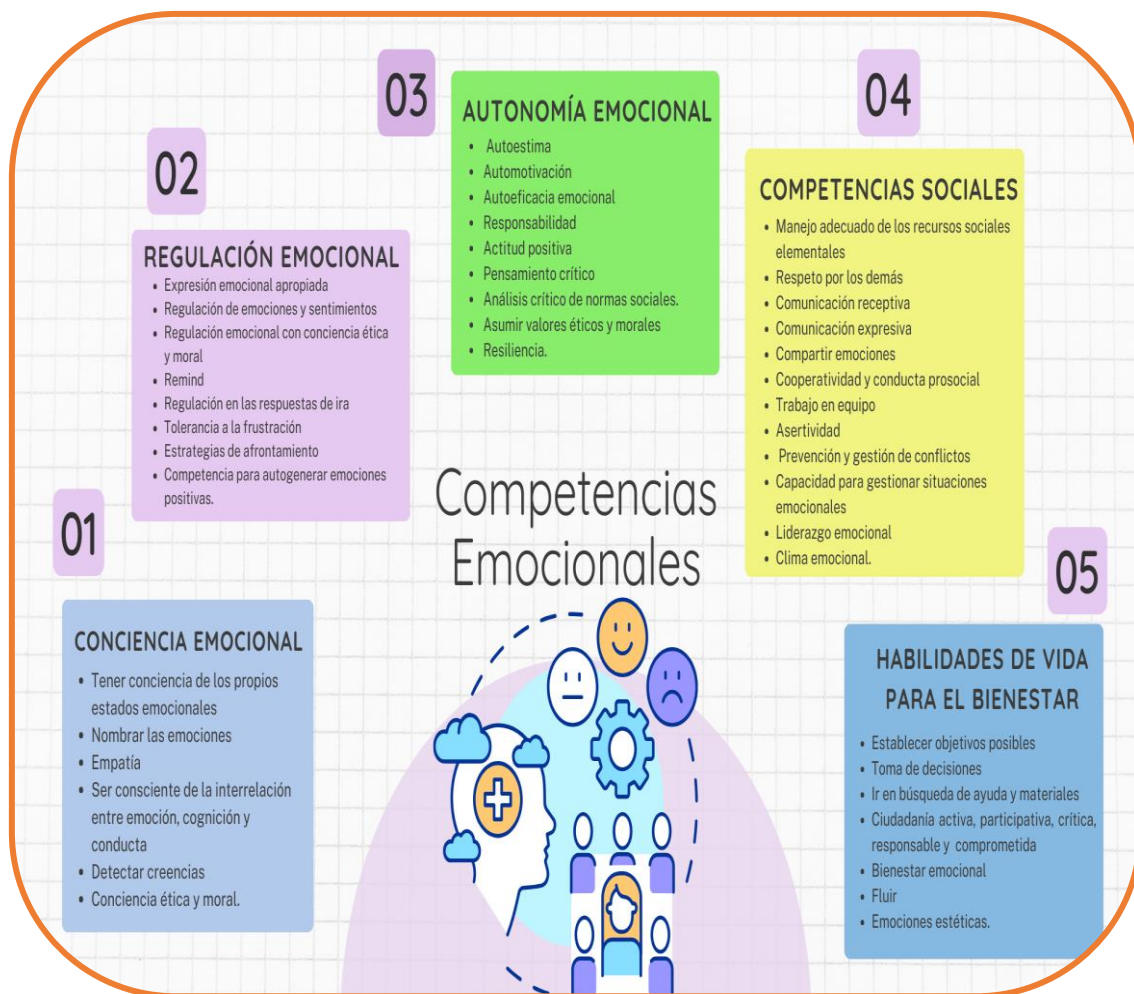 Competencias
Emocionales
01
CONCIENCIA EMOCIONAL
• Tener conciencia de los propios
estados emocionales
• Nombrar las emociones
• Empatía
• Ser consciente de la interrelación
entre emoción, cognición y
conducta
• Detectar creencias
• Conciencia ética y moral.
02
REGULACIÓN EMOCIONAL
• Expresión emocional apropiada
• Regulación de emociones y sentimientos
• Regulación emocional con conciencia ética
y moral
• Remind
• Regulación en las respuestas de ira
• Tolerancia a la frustración
• Estrategias de afrontamiento
• Competencia para autogenerar emociones
positivas.
03
AUTONOMÍA EMOCIONAL
• Autoestima
• Automotivación
• Autoeficacia emocional
• Responsabilidad
• Actitud positiva
• Pensamiento crítico
• Análisis crítico de normas sociales.
• Asumir valores éticos y morales
• Resiliencia.
04
COMPETENCIAS SOCIALES
• Manejo adecuado de los recursos sociales
elementales
• Respeto por los demás
• Comunicación receptiva
• Comunicación expresiva
• Compartir emociones
• Cooperatividad y conducta prosocial
• Trabajo en equipo
• Asertividad
• Prevención y gestión de conflictos
• Capacidad para gestionar situaciones
emocionales
• Liderazgo emocional
• Clima emocional.
05
HABILIDADES DE VIDA
PARA EL BIENESTAR
• Establecer objetivos posibles
• Toma de decisiones
• Ir en búsqueda de ayuda y materiales
• Ciudadanía activa, participativa, crítica,
responsable y comprometida
• Bienestar emocional
• Fluir
• Emociones estéticas.